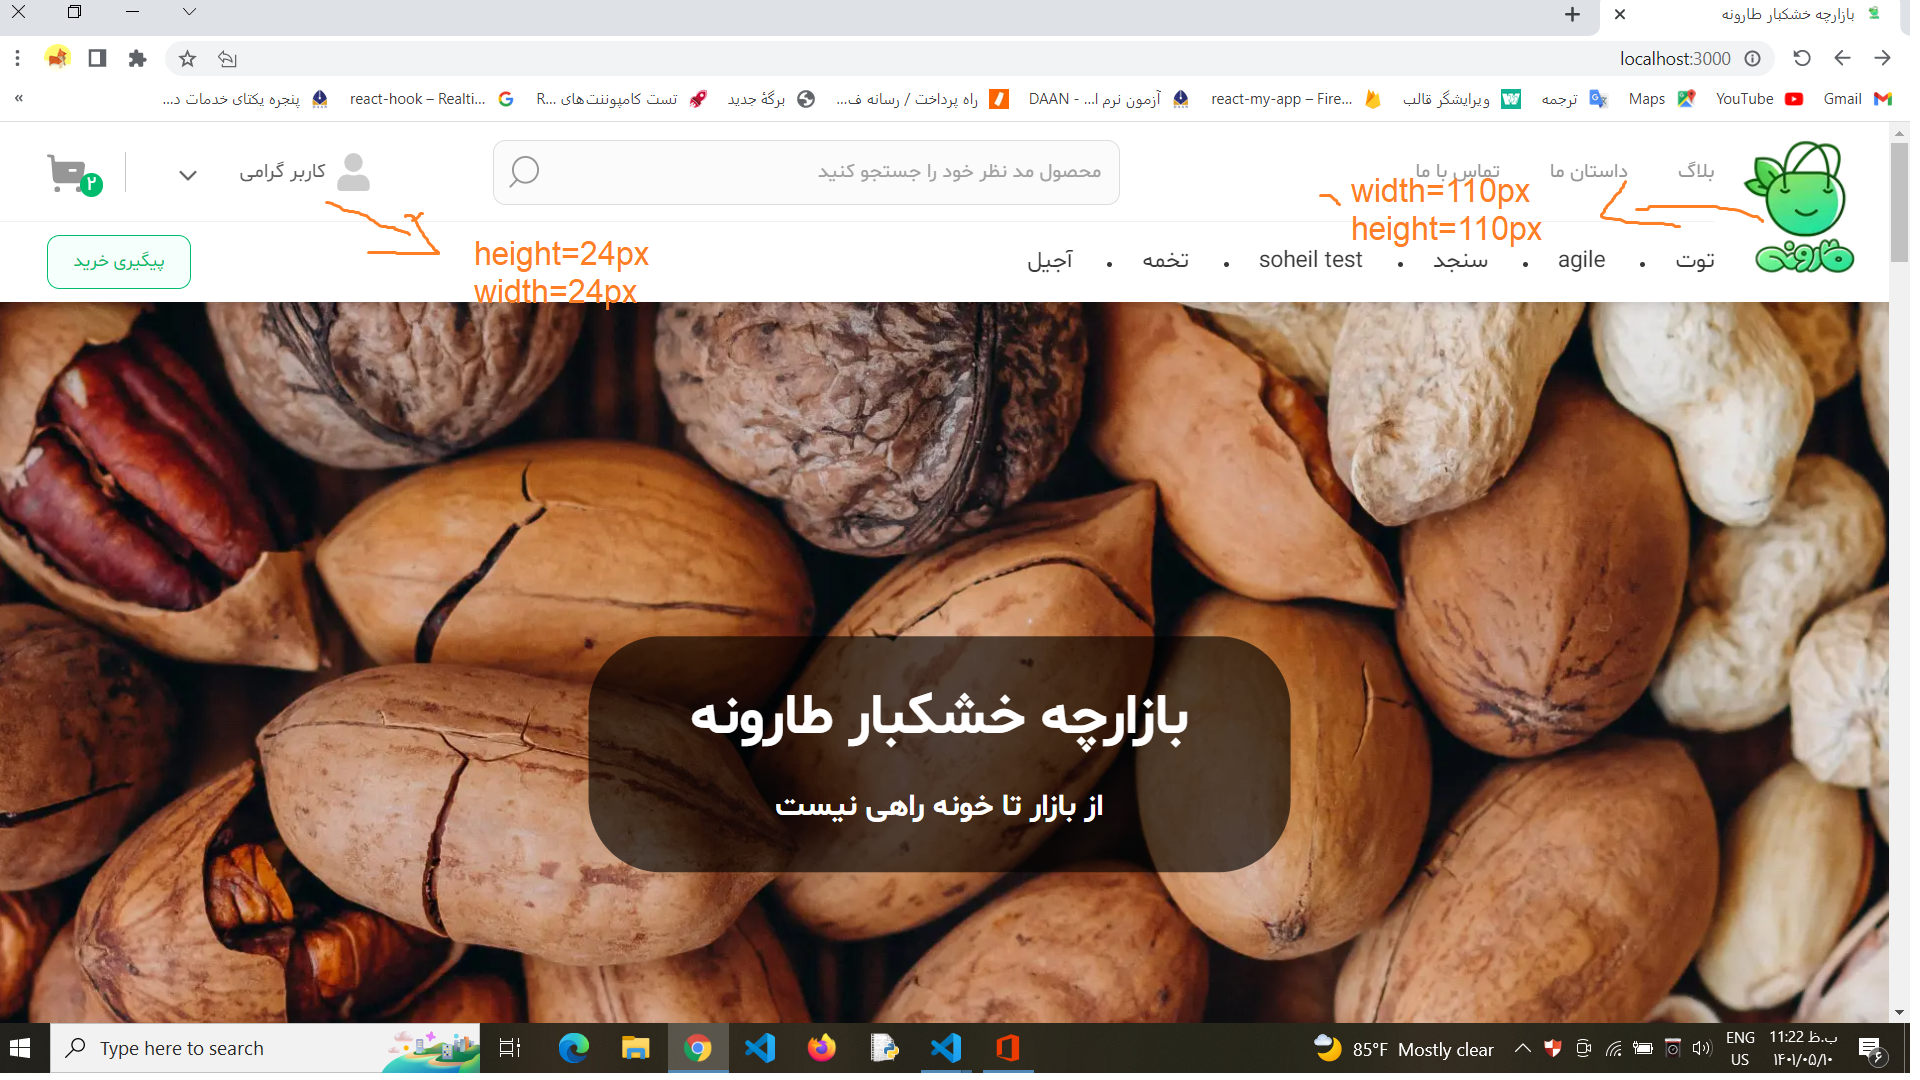 بازارچه خشکبار طارونه
localhost:3000
Gmail
YouTube
Maps
ترجمه
ویرایشگر قالب
react-my-app – Fire...
DAAN - ...آزمون نرم ا
راه پرداخت / رسانه ف...
برگهٔ جدید
تست کامپوننت‌های R...
react-hook – Realti...
پنجره یکتای خدمات د...
«
طارونه
بلاگ
داستان ما
تماس با ما
محصول مد نظر خود را جستجو کنید
کاربر گرامی
۲
width=110px
height=110px
توت
agile
سنجد
soheil test
تخمه
آجیل
height=24px
width=24px
پیگیری خرید
بازارچه خشکبار طارونه
از بازار تا خونه راهی نیست
Type here to search
85°F Mostly clear
ENG
US
11:22 ب.ظ
۱۴۰۱/۰۵/۱۰
۶